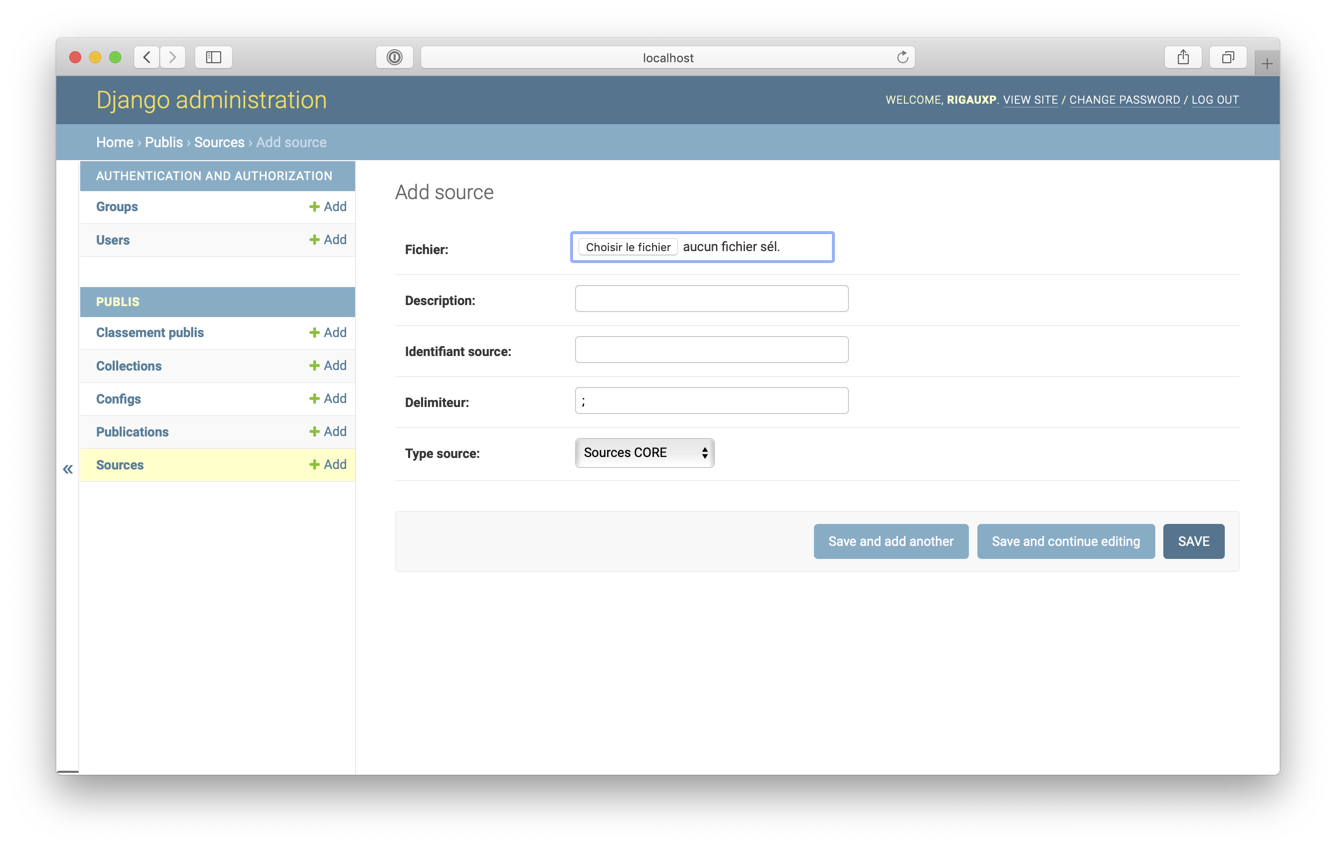 localhost
Django administration
WELCOME, RIGAUXP. VIEW SITE / CHANGE PASSWORD / LOG OUT
Home › Publis › Sources › Add source
AUTHENTICATION AND AUTHORIZATION
Groups + Add
Users + Add
PUBLIS
Classement publis + Add
Collections + Add
Configs + Add
Publications + Add
Sources + Add
«
Add source
Fichier: Choisir le fichier aucun fichier sél.
Description:
Identifiant source:
Delimiteur: ;
Type source: Sources CORE
Save and add another Save and continue editing SAVE